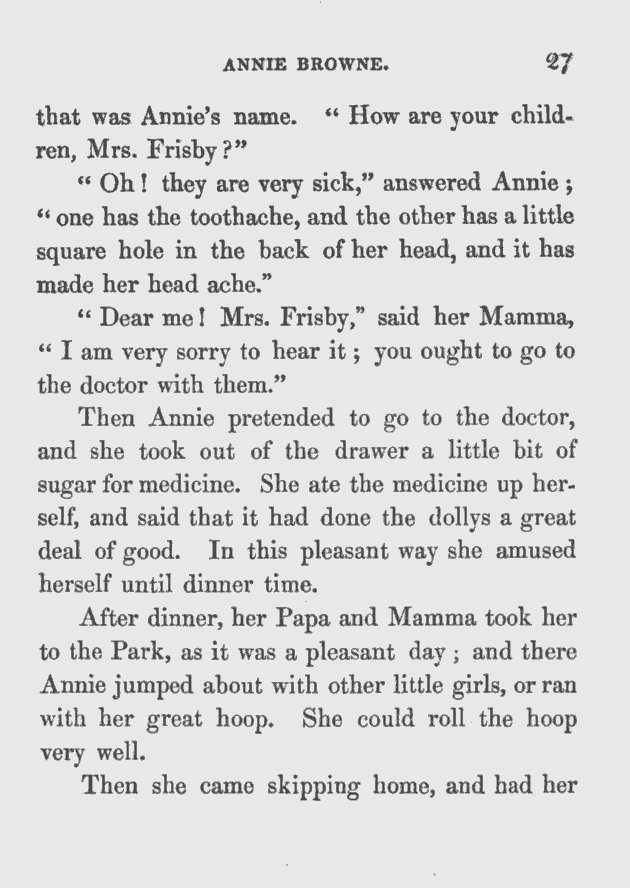 ANNIE BROWNE. 27
that was Annie's name. “ How are your child-
ren, Mrs. Frisby?”
“ Oh! they are very sick,” answered Annie;
“ one has the toothache, and the other has a little
square hole in the back of her head, and it has
made her head ache.”
“ Dear me! Mrs. Frisby,” said her Mamma,
“ I am very sorry to hear it; you ought to go to
the doctor with them.”
Then Annie pretended to go to the doctor,
and she took out of the drawer a little bit of
sugar for medicine. She ate the medicine up her-
self, and said that it had done the dollys a great
deal of good. In this pleasant way she amused
herself until dinner time.
After dinner, her Papa and Mamma took her
to the Park, as it was a pleasant day; and there
Annie jumped about with other little girls, or ran
with her great hoop. She could roll the hoop
very well.
Then she came skipping home, and had her